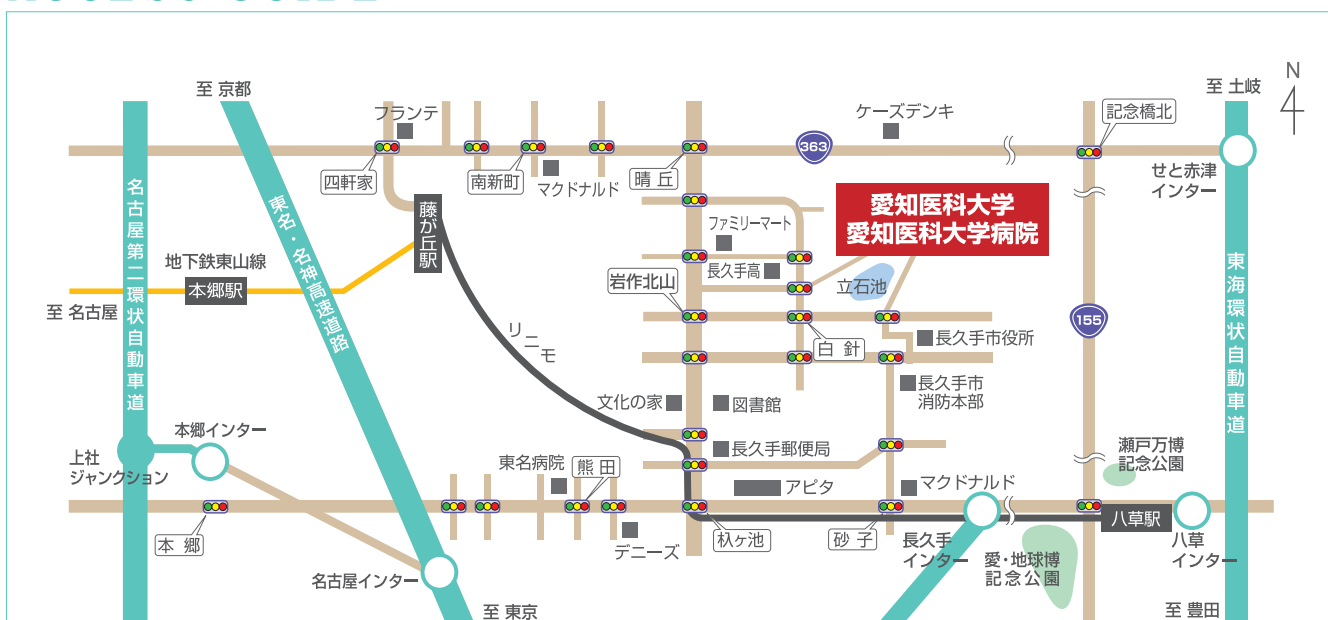 至 京都
至 土岐
N
フランテ
ケーズデンキ
記念橋北
363
四軒家
南新町
マクドナルド
晴 丘
せと赤津
インター
名古屋第二環状自動車道
東名・名神高速道路
藤が丘駅
愛知医科大学
愛知医科大学病院
ファミリーマート
地下鉄東山線
本郷駅
長久手高
岩作北山
立石池
東海環状自動車道
至 名古屋
リニモ
155
白 針
長久手市役所
長久手市
消防本部
文化の家
図書館
本郷インター
上社
ジャンクション
長久手郵便局
瀬戸万博
記念公園
東名病院
熊 田
アピタ
マクドナルド
本 郷
デニーズ
杁ヶ池
砂 子
長久手
インター
八草駅
八草
インター
愛・地球博
記念公園
名古屋インター
至 東京
至 豊田